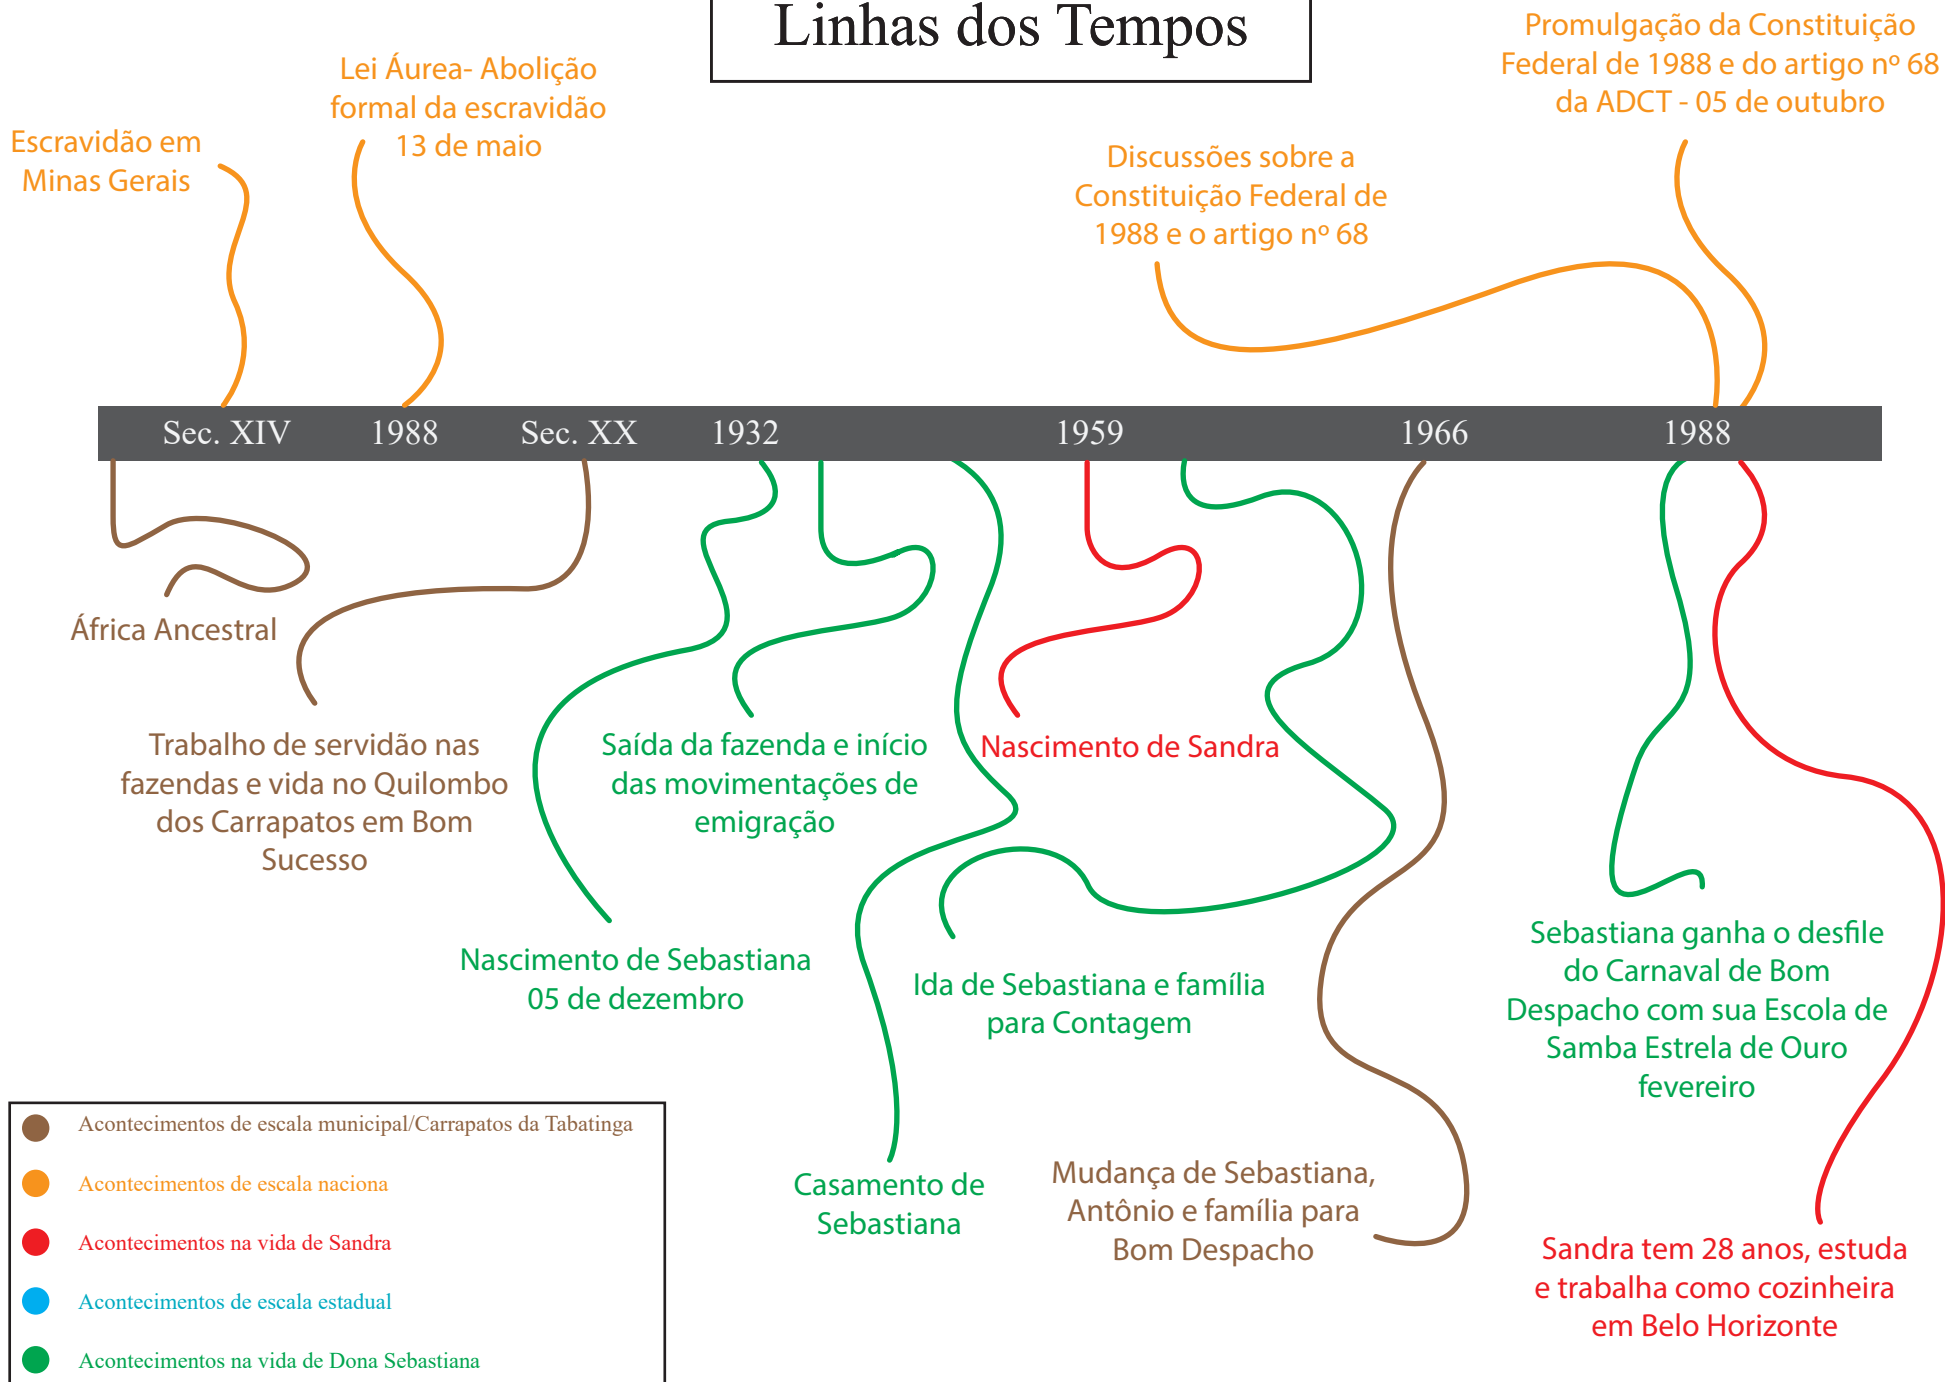 Linhas dos Tempos
Escravidão em
Minas Gerais
Lei Áurea- Abolição
formal da escravidão
13 de maio
Discussões sobre a
Constituição Federal de
1988 e o artigo nº 68
Promulgação da Constituição
Federal de 1988 e do artigo nº 68
da ADCT - 05 de outubro
Sec. XIV 1988 Sec. XX 1932 1959 1966 1988
África Ancestral
Trabalho de servidão nas
fazendas e vida no Quilombo
dos Carrapatos em Bom
Sucesso
Nascimento de Sebastiana
05 de dezembro
Saída da fazenda e início
das movimentações de
emigração
Casamento de
Sebastiana
Nascimento de Sandra
Ida de Sebastiana e família
para Contagem
Mudança de Sebastiana,
Antônio e família para
Bom Despacho
Sebastiana ganha o desfile
do Carnaval de Bom
Despacho com sua Escola de
Samba Estrela de Ouro
fevereiro
Sandra tem 28 anos, estuda
e trabalha como cozinheira
em Belo Horizonte
Acontecimentos de escala municipal/Carrapatos da Tabatinga
Acontecimentos de escala naciona
Acontecimentos na vida de Sandra
Acontecimentos de escala estadual
Acontecimentos na vida de Dona Sebastiana